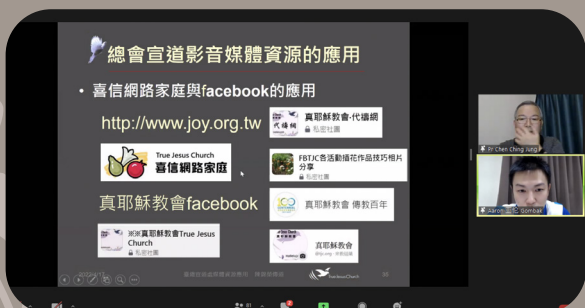 總會宣道影音媒體資源的應用
• 喜信網路家庭與facebook的應用
http://www.joy.org.tw
True Jesus Church
喜信網路家庭
真耶穌教會facebook
※※真耶穌教會True Jesus
Church
私密社團
真耶穌教會-代禱網
私密社團
FBTJC各活動插花作品技巧相片
分享
私密社團
真耶穌教會 傳教百年
真耶穌教會
TrueJesusChurch
38
Pr Chen Ching Jung
Gombak
81